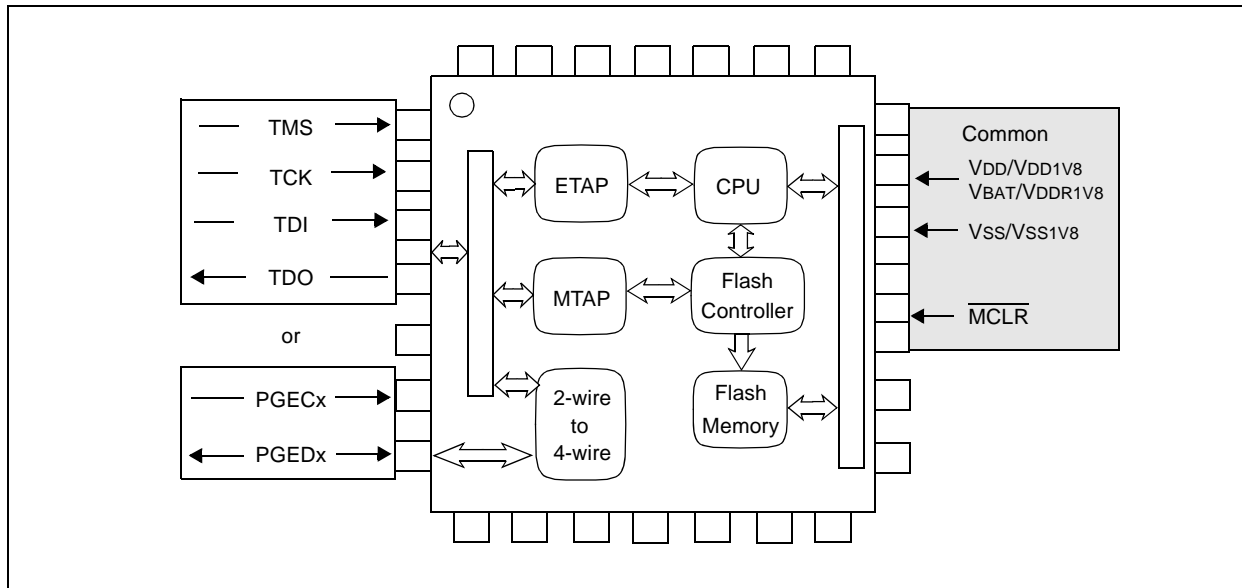 TMS
TCK
TDI
TDO
or
PGECx
PGEDx
ETAP
MTAP
2-wire
to
4-wire
CPU
Flash
Controller
Flash
Memory
Common
VDD/VDD1V8
VBAT/VDDR1V8
VSS/VSS1V8
MCLR